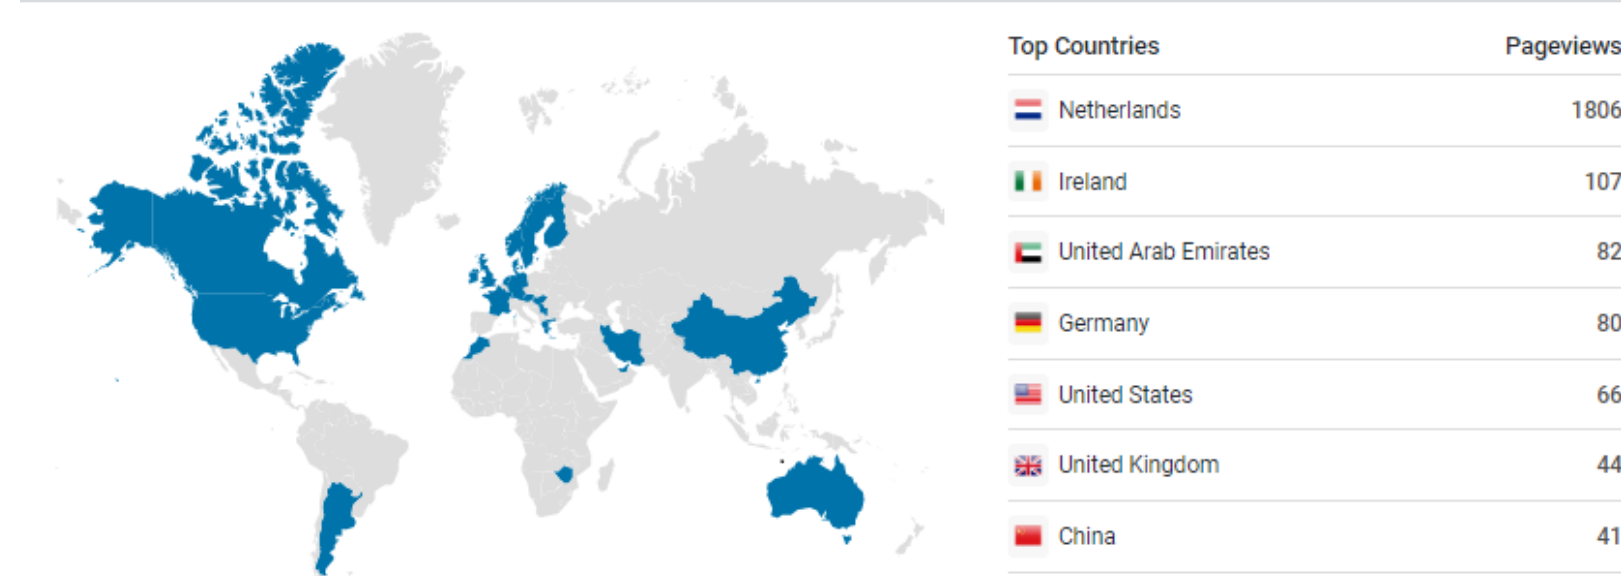 Top Countries Pageviews
Netherlands 1806
Ireland 107
United Arab Emirates 82
Germany 80
United States 66
United Kingdom 44
China 41